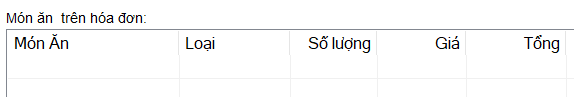 Món ăn  trên hóa đơn:
Món Ăn Loại Số lượng Giá Tổng